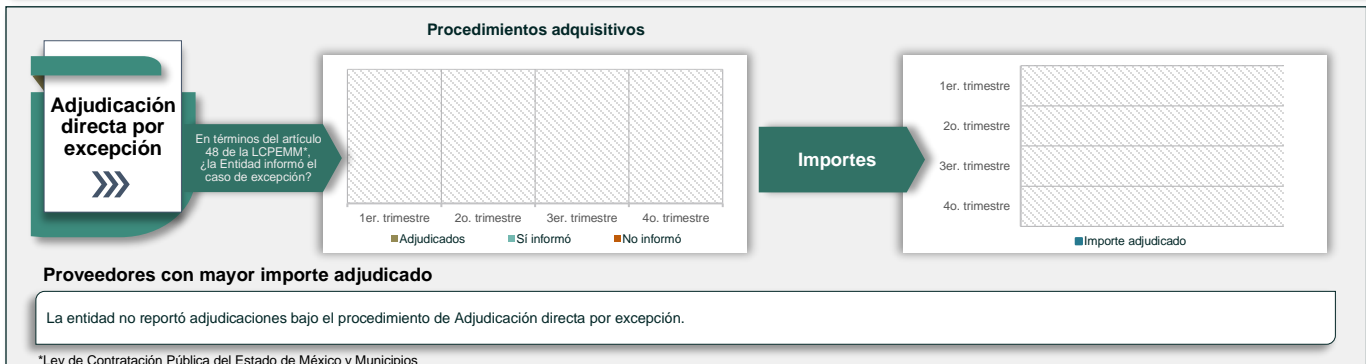 Procedimientos adquisitivos
Adjudicación
directa por
excepción
En términos del artículo
48 de la LCPEMM*,
¿la Entidad informó el
caso de excepción?
1er. trimestre 2o. trimestre 3er. trimestre 4o. trimestre
Adjudicados Sí informó No informó
Importes
1er. trimestre
2o. trimestre
3er. trimestre
4o. trimestre
Importe adjudicado
Proveedores con mayor importe adjudicado
La entidad no reportó adjudicaciones bajo el procedimiento de Adjudicación directa por excepción.
*Ley de Contratación Pública del Estado de México y Municipios